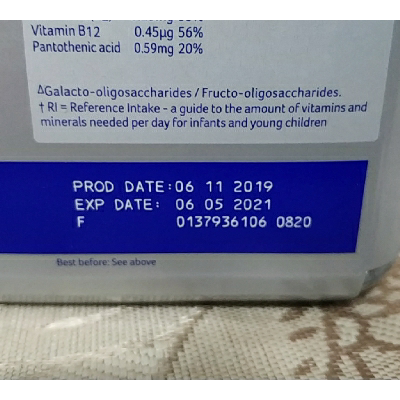 Vitamin B12 0.45µg 56%
Pantothenic acid 0.59mg 20%
ΔGalacto-oligosaccharides / Fructo-oligosaccharides.
† RI = Reference Intake - a guide to the amount of vitamins and
minerals needed per day for infants and young children
PROD DATE:06 11 2019
EXP DATE: 06 05 2021
F 0137936106 0820
Best before: See above